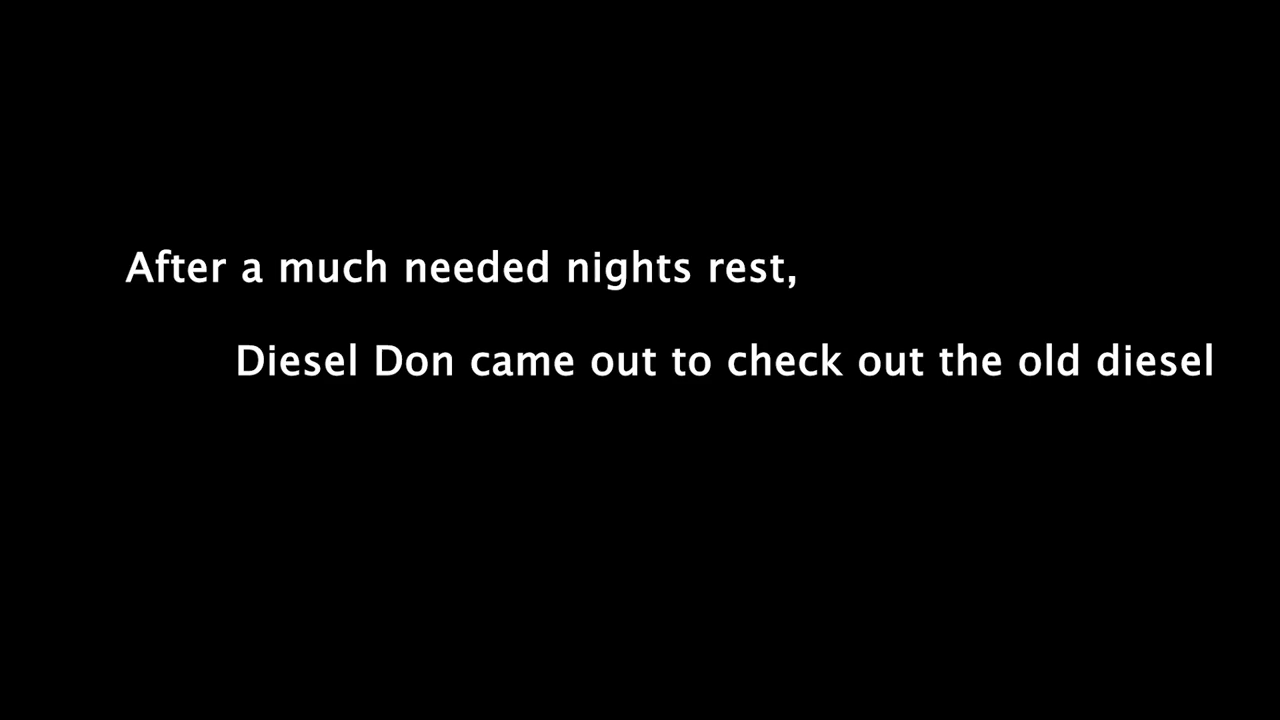 After a much needed nights rest,
Diesel Don came out to check out the old diesel